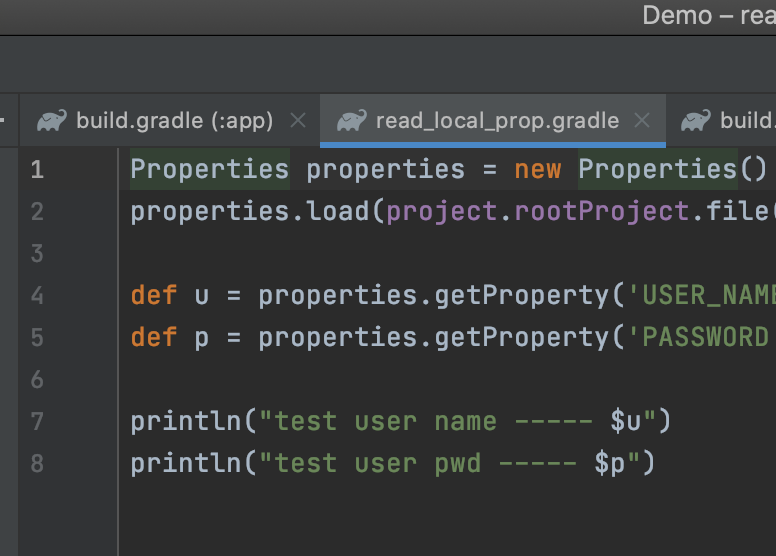 Demo – rea
build.gradle (:app) read_local_prop.gradle build.
1 Properties properties = new Properties()
2 properties.load(project.rootProject.file(
3
4 def u = properties.getProperty('USER_NAME
5 def p = properties.getProperty('PASSWORD
6
7 println("test user name ----- $u")
8 println("test user pwd ----- $p")